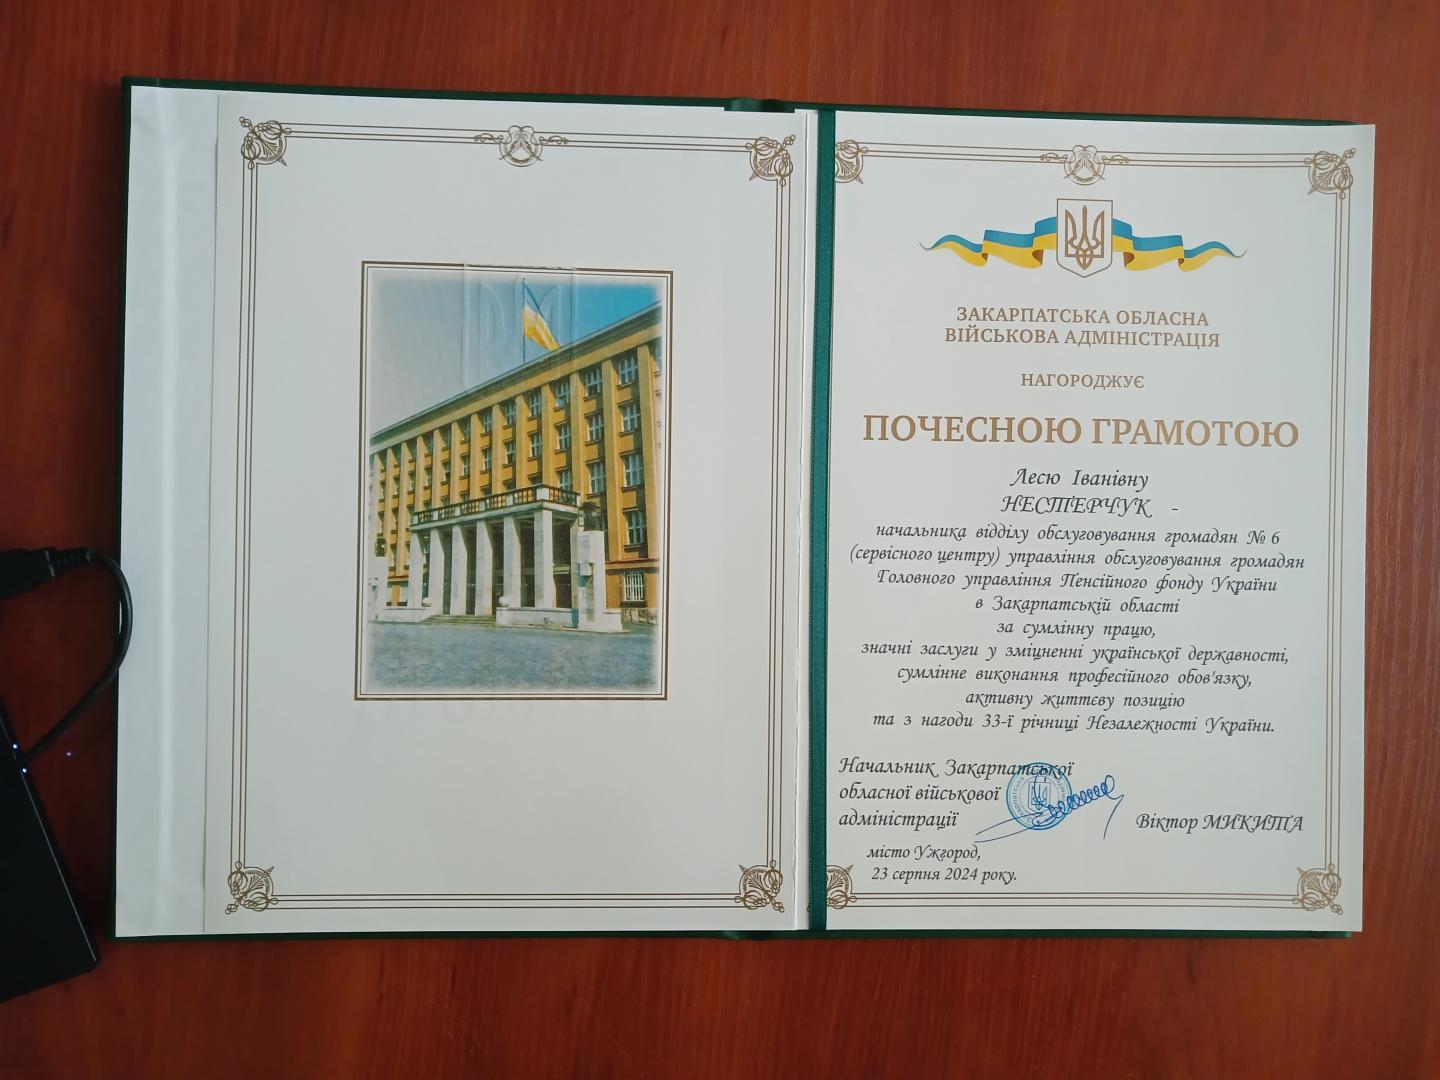 ЗАКАРПАТСЬКА ОБЛАСНА
ВІЙСЬКОВА АДМІНІСТРАЦІЯ
НАГОРОДЖУЄ
ПОЧЕСНОЮ ГРАМОТОЮ
Лесю Іванівну
НЕСТЕРЧУК -
начальника відділу обслуговування громадян № 6
(сервісного центру) управління обслуговування громадян
Головного управління Пенсійного фонду України
в Закарпатській області
за сумлінну працю,
значні заслуги у зміцненні української державності,
сумлінне виконання професійного обов'язку,
активну життєву позицію
та з нагоди 33-ї річниці Незалежності України.
Начальник Закарпатської
обласної військової
адміністрації
Віктор МИКИТА
місто Ужгород,
23 серпня 2024 року.